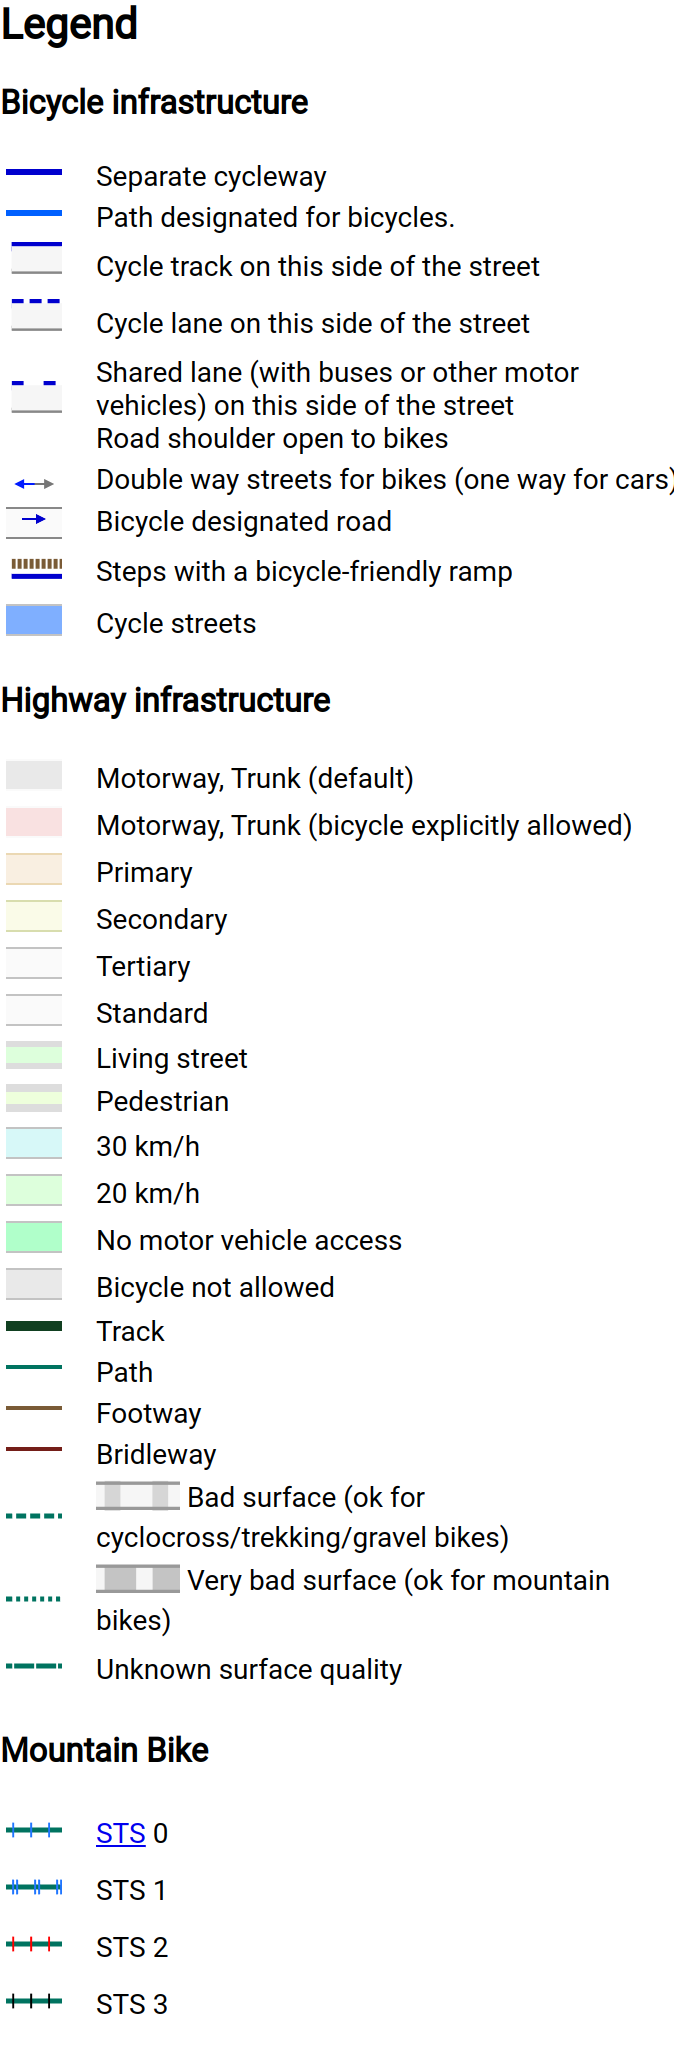 Legend
Bicycle infrastructure
Separate cycleway
Path designated for bicycles.
Cycle track on this side of the street
Cycle lane on this side of the street
Shared lane (with buses or other motor
vehicles) on this side of the street
Road shoulder open to bikes
Double way streets for bikes (one way for cars)
Bicycle designated road
Steps with a bicycle-friendly ramp
Cycle streets
Highway infrastructure
Motorway, Trunk (default)
Motorway, Trunk (bicycle explicitly allowed)
Primary
Secondary
Tertiary
Standard
Living street
Pedestrian
30 km/h
20 km/h
No motor vehicle access
Bicycle not allowed
Track
Path
Footway
Bridleway
Bad surface (ok for
cyclocross/trekking/gravel bikes)
Very bad surface (ok for mountain
bikes)
Unknown surface quality
Mountain Bike
STS 0
STS 1
STS 2
STS 3